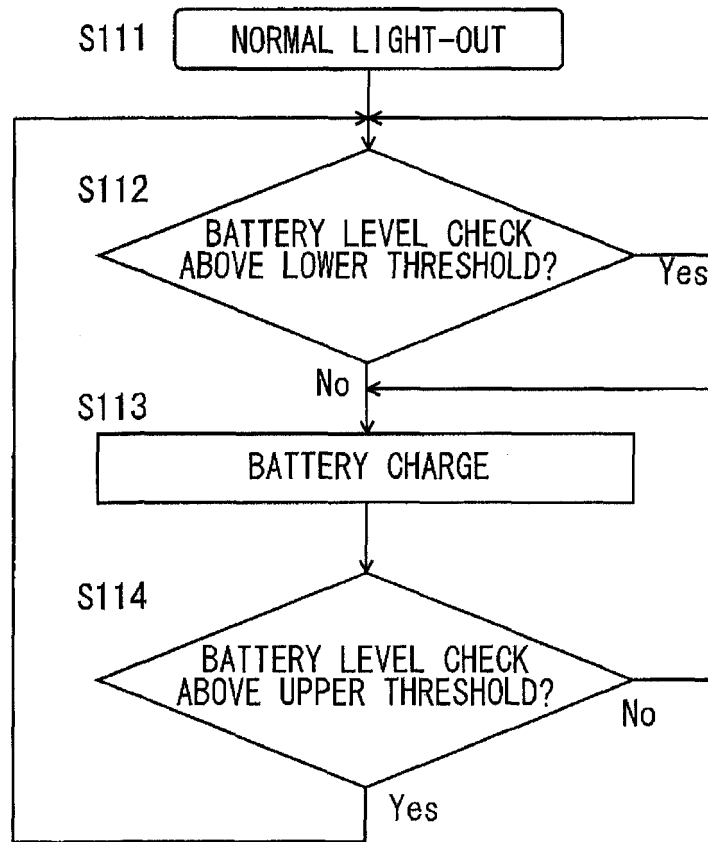 S111
NORMAL LIGHT-OUT
S112
BATTERY LEVEL CHECK
ABOVE LOWER THRESHOLD?
Yes
No
S113
BATTERY CHARGE
S114
BATTERY LEVEL CHECK
ABOVE UPPER THRESHOLD?
No
Yes